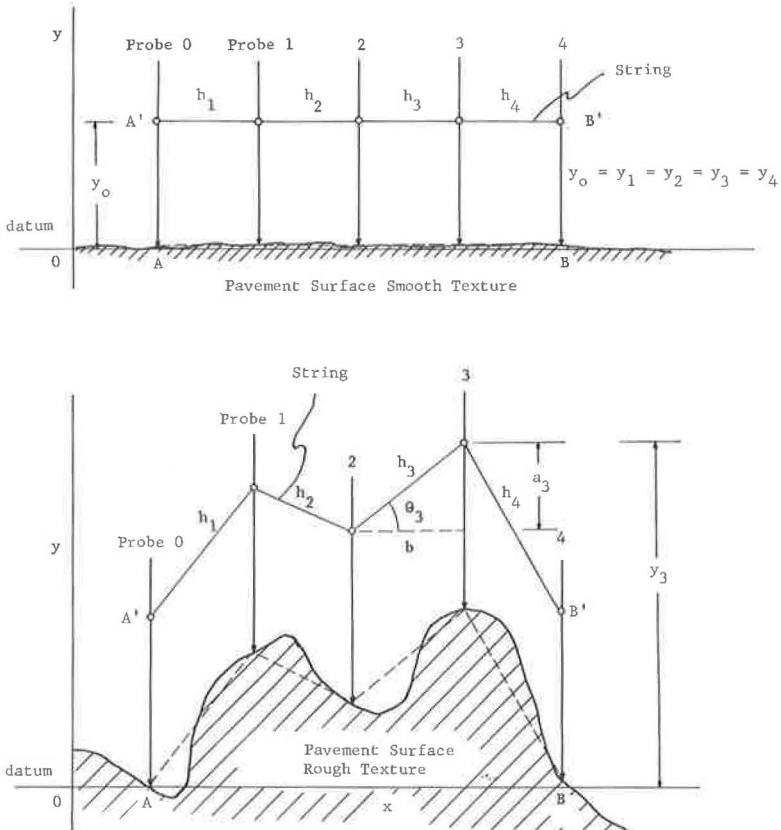 y
Probe 0 Probe 1 2 3 4
String
h1 h2 h3 h4
A' B'
yo
yo = y1 = y2 = y3 = y4
datum
0 A B
Pavement Surface Smooth Texture
String
3
Probe 1
2
h3
a3
h2
h4
θ3
h1
b
4
Probe 0
y
y3
A' B'
Pavement Surface
Rough Texture
datum
0 A x B